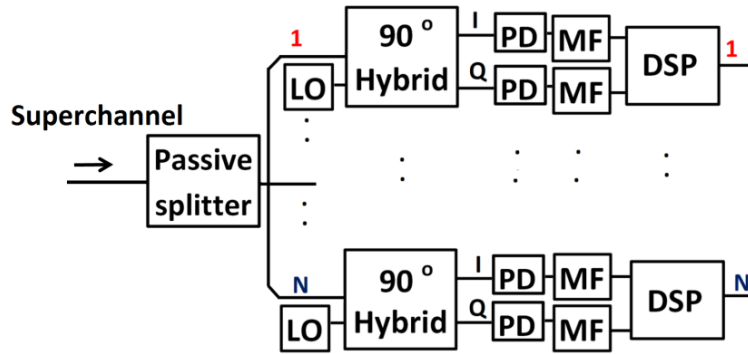 1
90 o
Hybrid
I
PD
MF
DSP
1
LO
Q
PD
MF
Superchannel
Passive
splitter
N
90 o
Hybrid
I
PD
MF
DSP
N
LO
Q
PD
MF